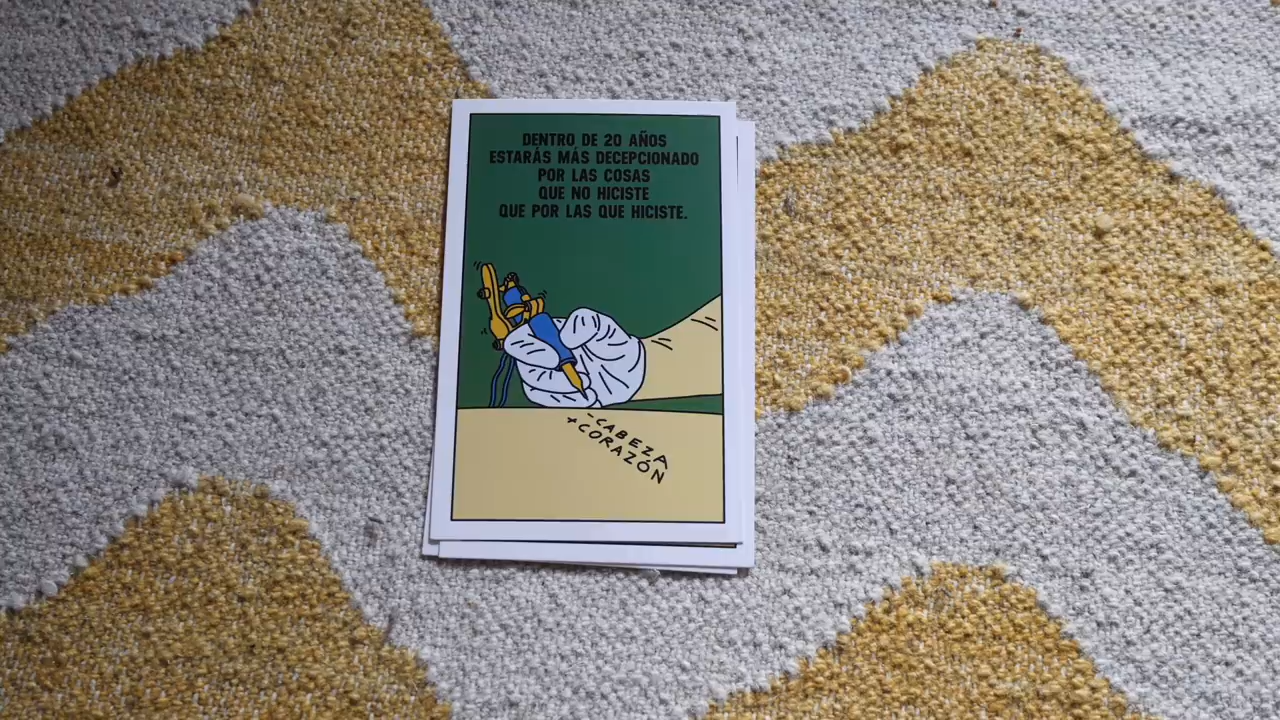 DENTRO DE 20 AÑOS
ESTARÁS MÁS DECEPCIONADO
POR LAS COSAS
QUE NO HICISTE
QUE POR LAS QUE HICISTE.
-CABEZA
+CORAZÓN